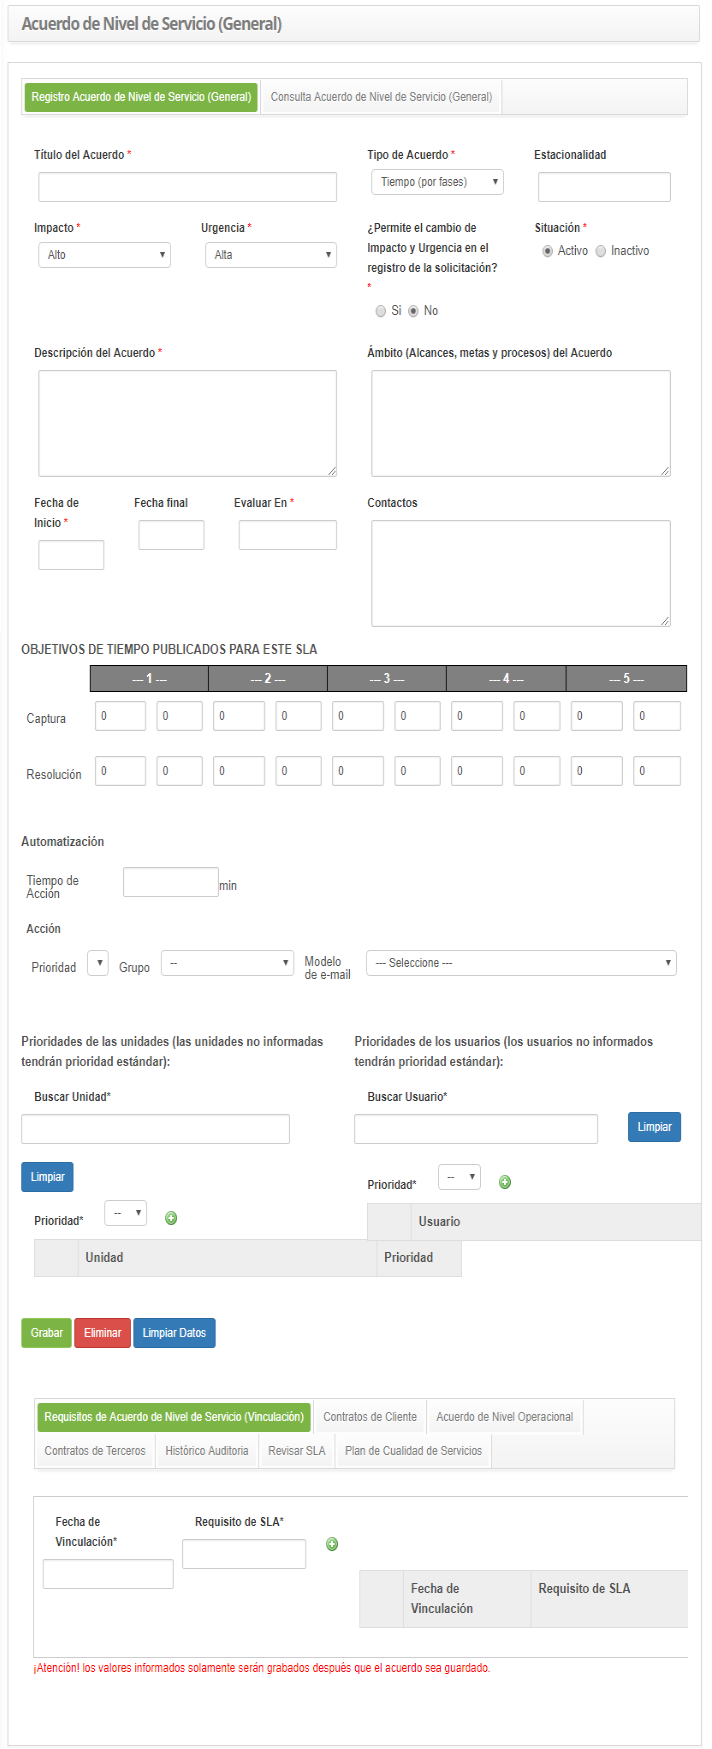 Acuerdo de Nivel de Servicio (General)
Registro Acuerdo de Nivel de Servicio (General) Consulta Acuerdo de Nivel de Servicio (General)
Título del Acuerdo * Tipo de Acuerdo * Estacionalidad
Tiempo (por fases)
Impacto * Urgencia * ¿Permite el cambio de Impacto y Urgencia en el registro de la solicitación? * Situación *
Alto Alta Activo Inactivo
Si No
Descripción del Acuerdo * Ámbito (Alcances, metas y procesos) del Acuerdo
Fecha de Inicio * Fecha final Evaluar En * Contactos
OBJETIVOS DE TIEMPO PUBLICADOS PARA ESTE SLA
--- 1 --- --- 2 --- --- 3 --- --- 4 --- --- 5 ---
Captura 0 0 0 0 0 0 0 0 0 0
Resolución 0 0 0 0 0 0 0 0 0 0
Automatización
Tiempo de Acción min
Acción
Prioridad Grupo -- Modelo de e-mail --- Seleccione ---
Prioridades de las unidades (las unidades no informadas tendrán prioridad estándar):
Prioridades de los usuarios (los usuarios no informados tendrán prioridad estándar):
Buscar Unidad* Buscar Usuario*
Limpiar
Limpiar
Prioridad* --
Usuario
Prioridad* --
Unidad Prioridad
Grabar Eliminar Limpiar Datos
Requisitos de Acuerdo de Nivel de Servicio (Vinculación) Contratos de Cliente Acuerdo de Nivel Operacional
Contratos de Terceros Histórico Auditoria Revisar SLA Plan de Cualidad de Servicios
Fecha de Vinculación* Requisito de SLA*
Fecha de Vinculación Requisito de SLA
¡Atención! los valores informados solamente serán grabados después que el acuerdo sea guardado.